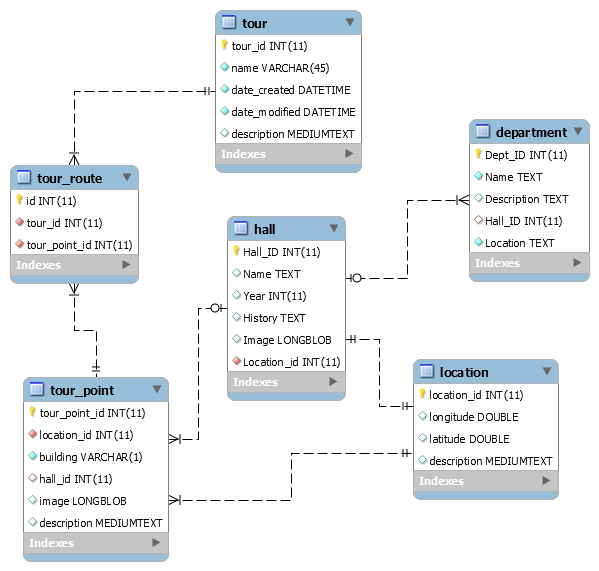 tour
tour_id INT(11)
name VARCHAR(45)
date_created DATETIME
date_modified DATETIME
description MEDIUMTEXT
Indexes
department
Dept_ID INT(11)
Name TEXT
Description TEXT
Hall_ID INT(11)
Location TEXT
Indexes
tour_route
id INT(11)
tour_id INT(11)
tour_point_id INT(11)
Indexes
hall
Hall_ID INT(11)
Name TEXT
Year INT(11)
History TEXT
Image LONGBLOB
Location_id INT(11)
Indexes
location
location_id INT(11)
longitude DOUBLE
latitude DOUBLE
description MEDIUMTEXT
Indexes
tour_point
tour_point_id INT(11)
location_id INT(11)
building VARCHAR(1)
hall_id INT(11)
image LONGBLOB
description MEDIUMTEXT
Indexes